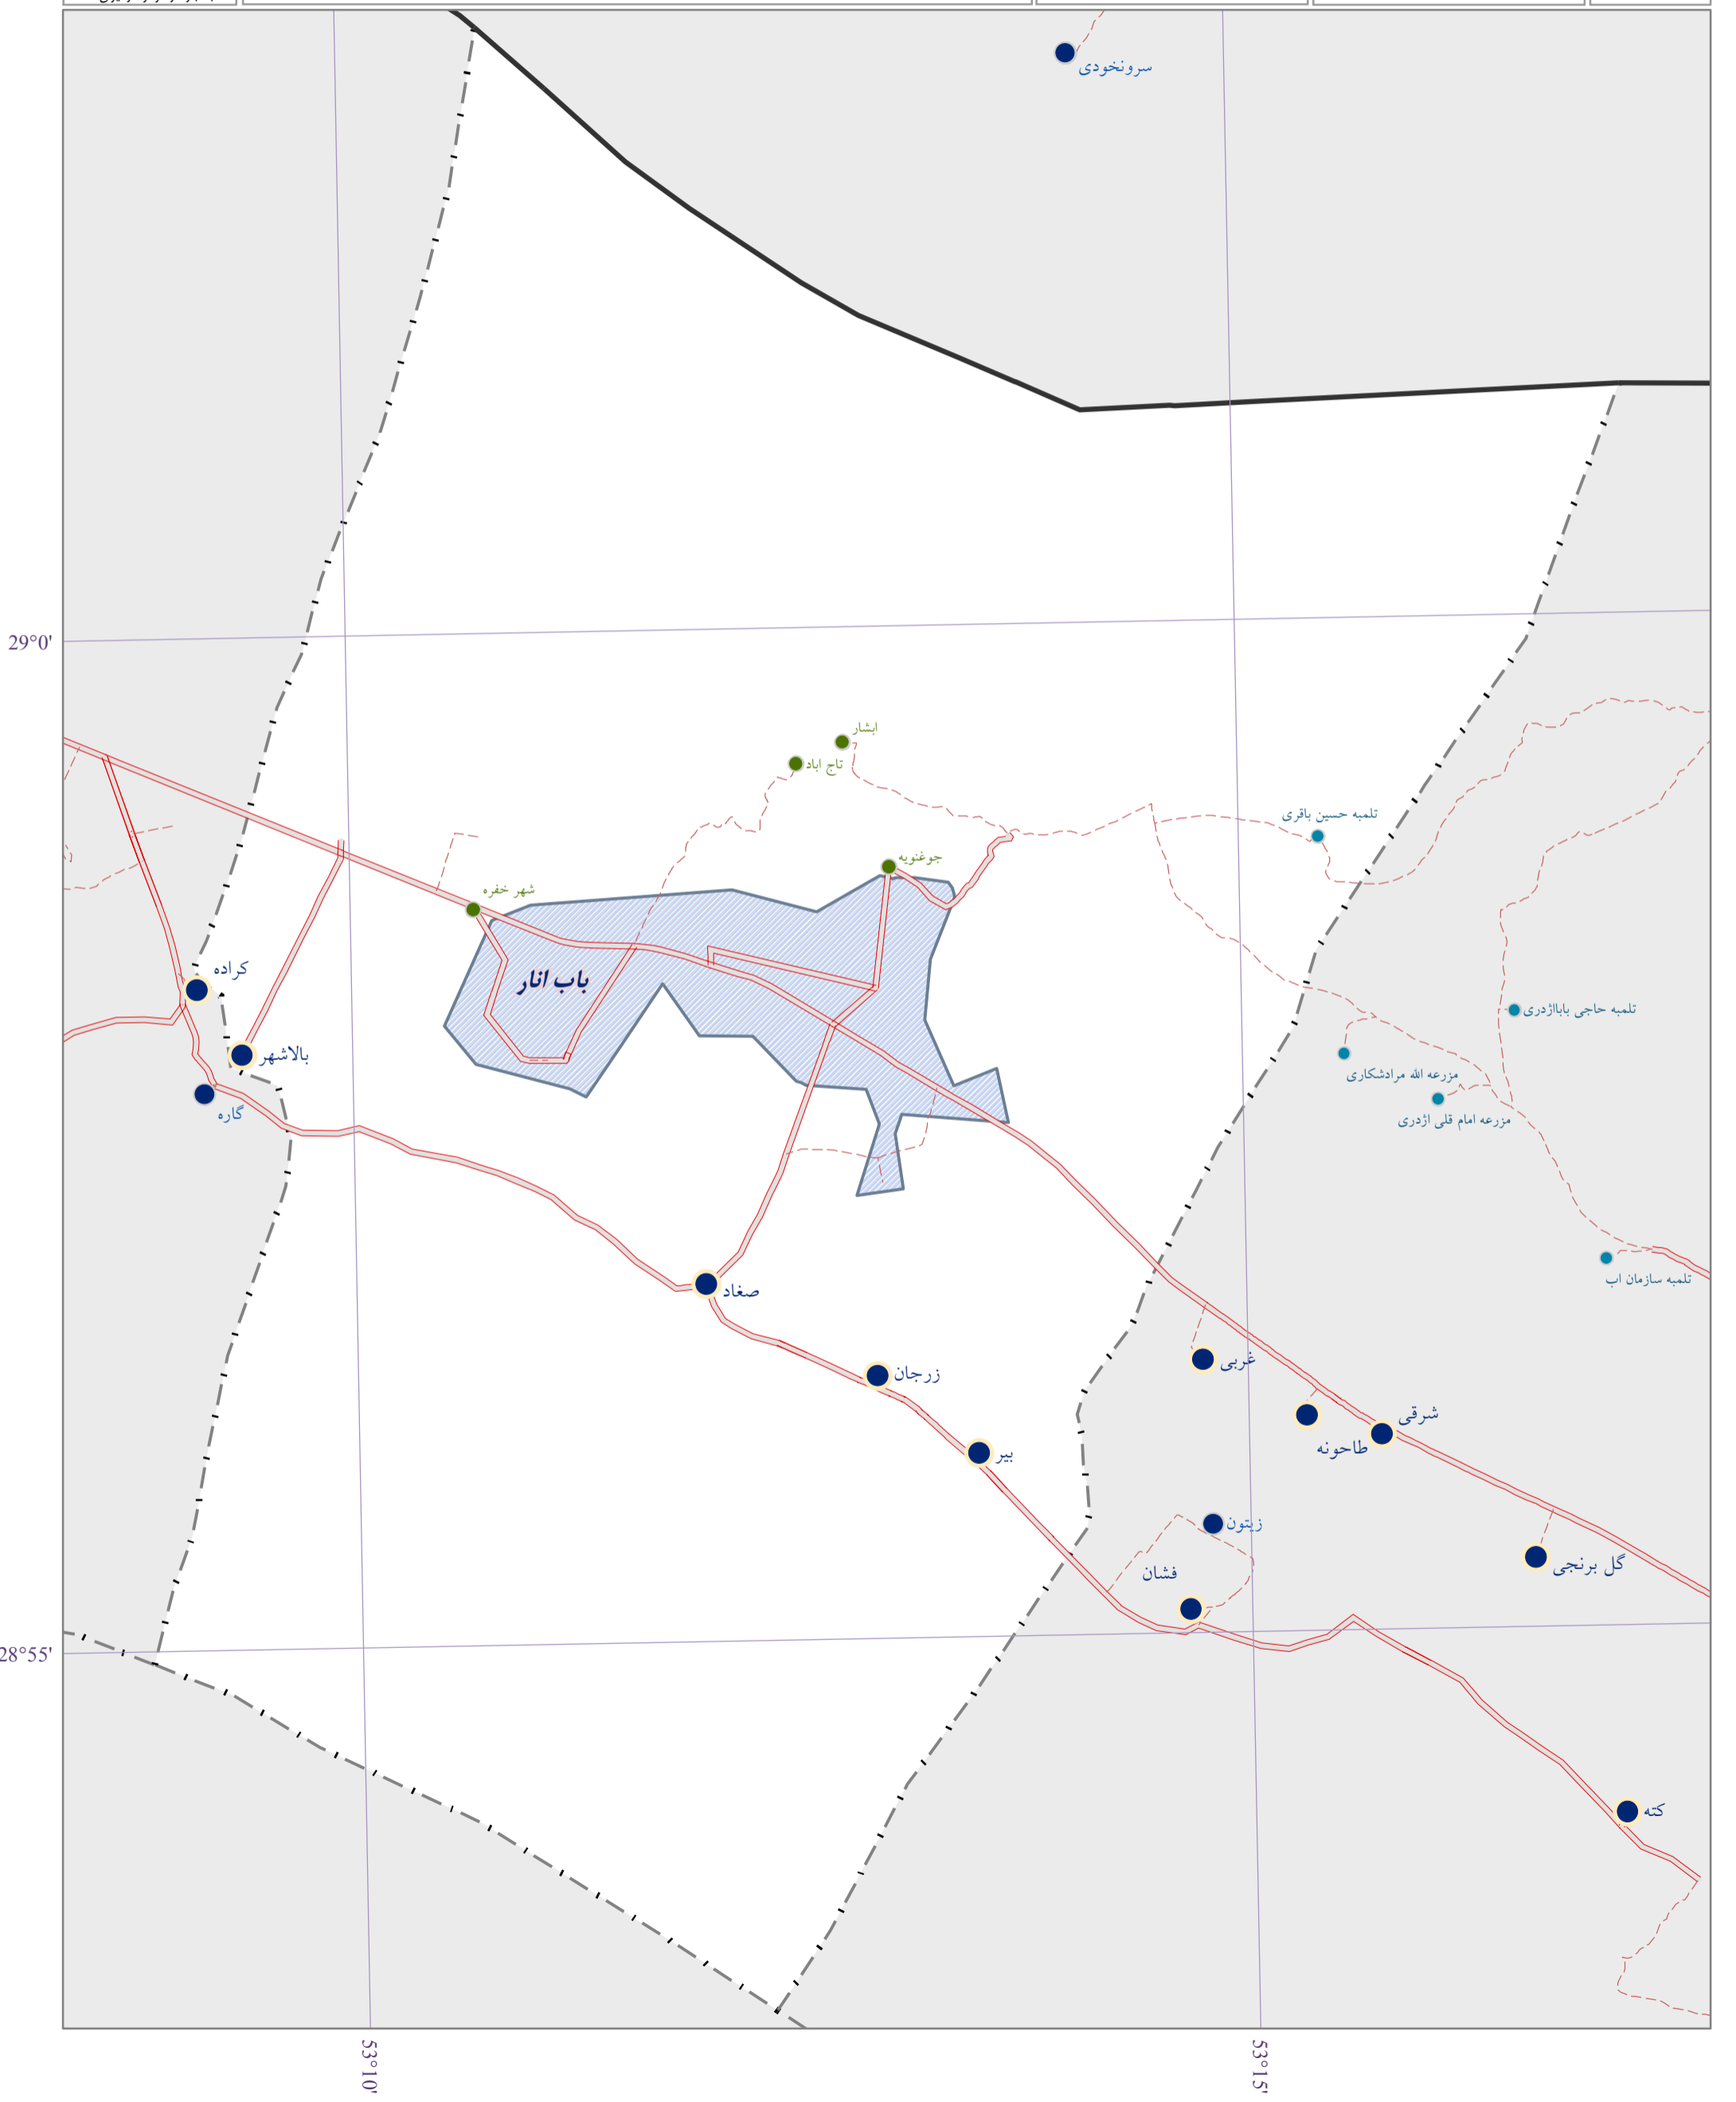 سرونخودی
29°0'
ابشار
تاج اباد
تلمبه حسین باقری
جوغنویه
شهر خفره
کراده
باب انار
تلمبه حاجی بابااژدری
بالاشهر
مزرعه الله مرادشکاری
گاره
مزرعه امام قلی اژدری
صغاد
تلمبه سازمان اب
غربی
زرجان
شرقی
طاحونه
بیر
زیتون
گل برنجی
فشان
28°55'
کته
53°10'
53°15'